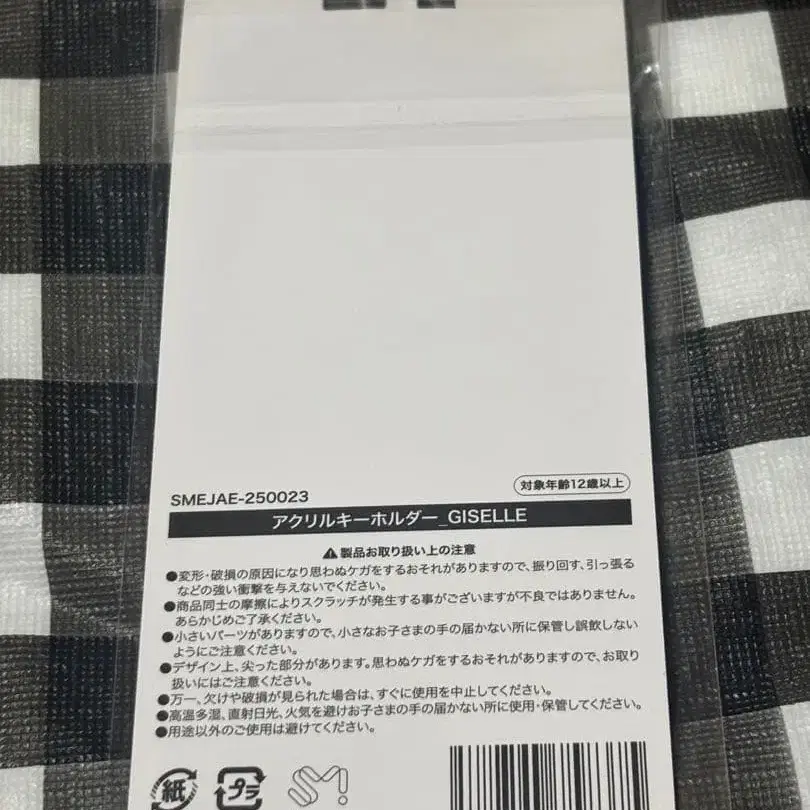 対象年齢12歳以上
SMEJAE-250023
アクリルキーホルダー_GISELLE
⚠製品お取り扱い上の注意
●変形・破損の原因になり思わぬケガをするおそれがありますので、振り回す、引っ張る
などの強い衝撃を与えないでください。
●商品同士の摩擦によりスクラッチが発生する事がございますが不良ではありません。
あらかじめご了承ください。
●小さいパーツがありますので、小さなお子さまの手の届かない所に保管し誤飲しない
ようにご注意ください。
●デザイン上、尖った部分があります。思わぬケガをするおそれがありますので、お取り
扱いにはご注意ください。
●万一、欠けや破損が見られた場合は、すぐに使用を中止してください。
●高温多湿、直射日光、火気を避けお子さまの手の届かない所に使用・保管してください。
●用途以外のご使用は避けてください。
紙 プラ SM!